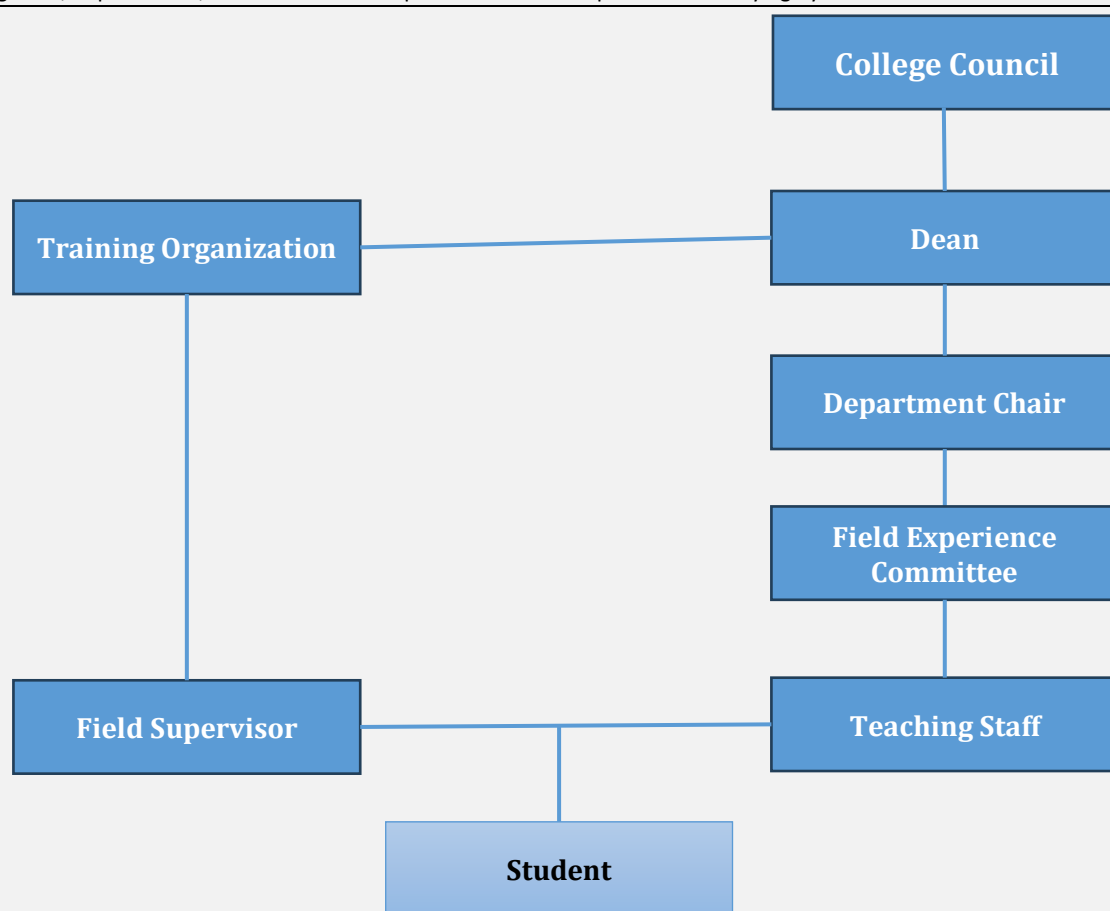 College Council
Training Organization
Dean
Department Chair
Field Experience
Committee
Field Supervisor
Teaching Staff
Student